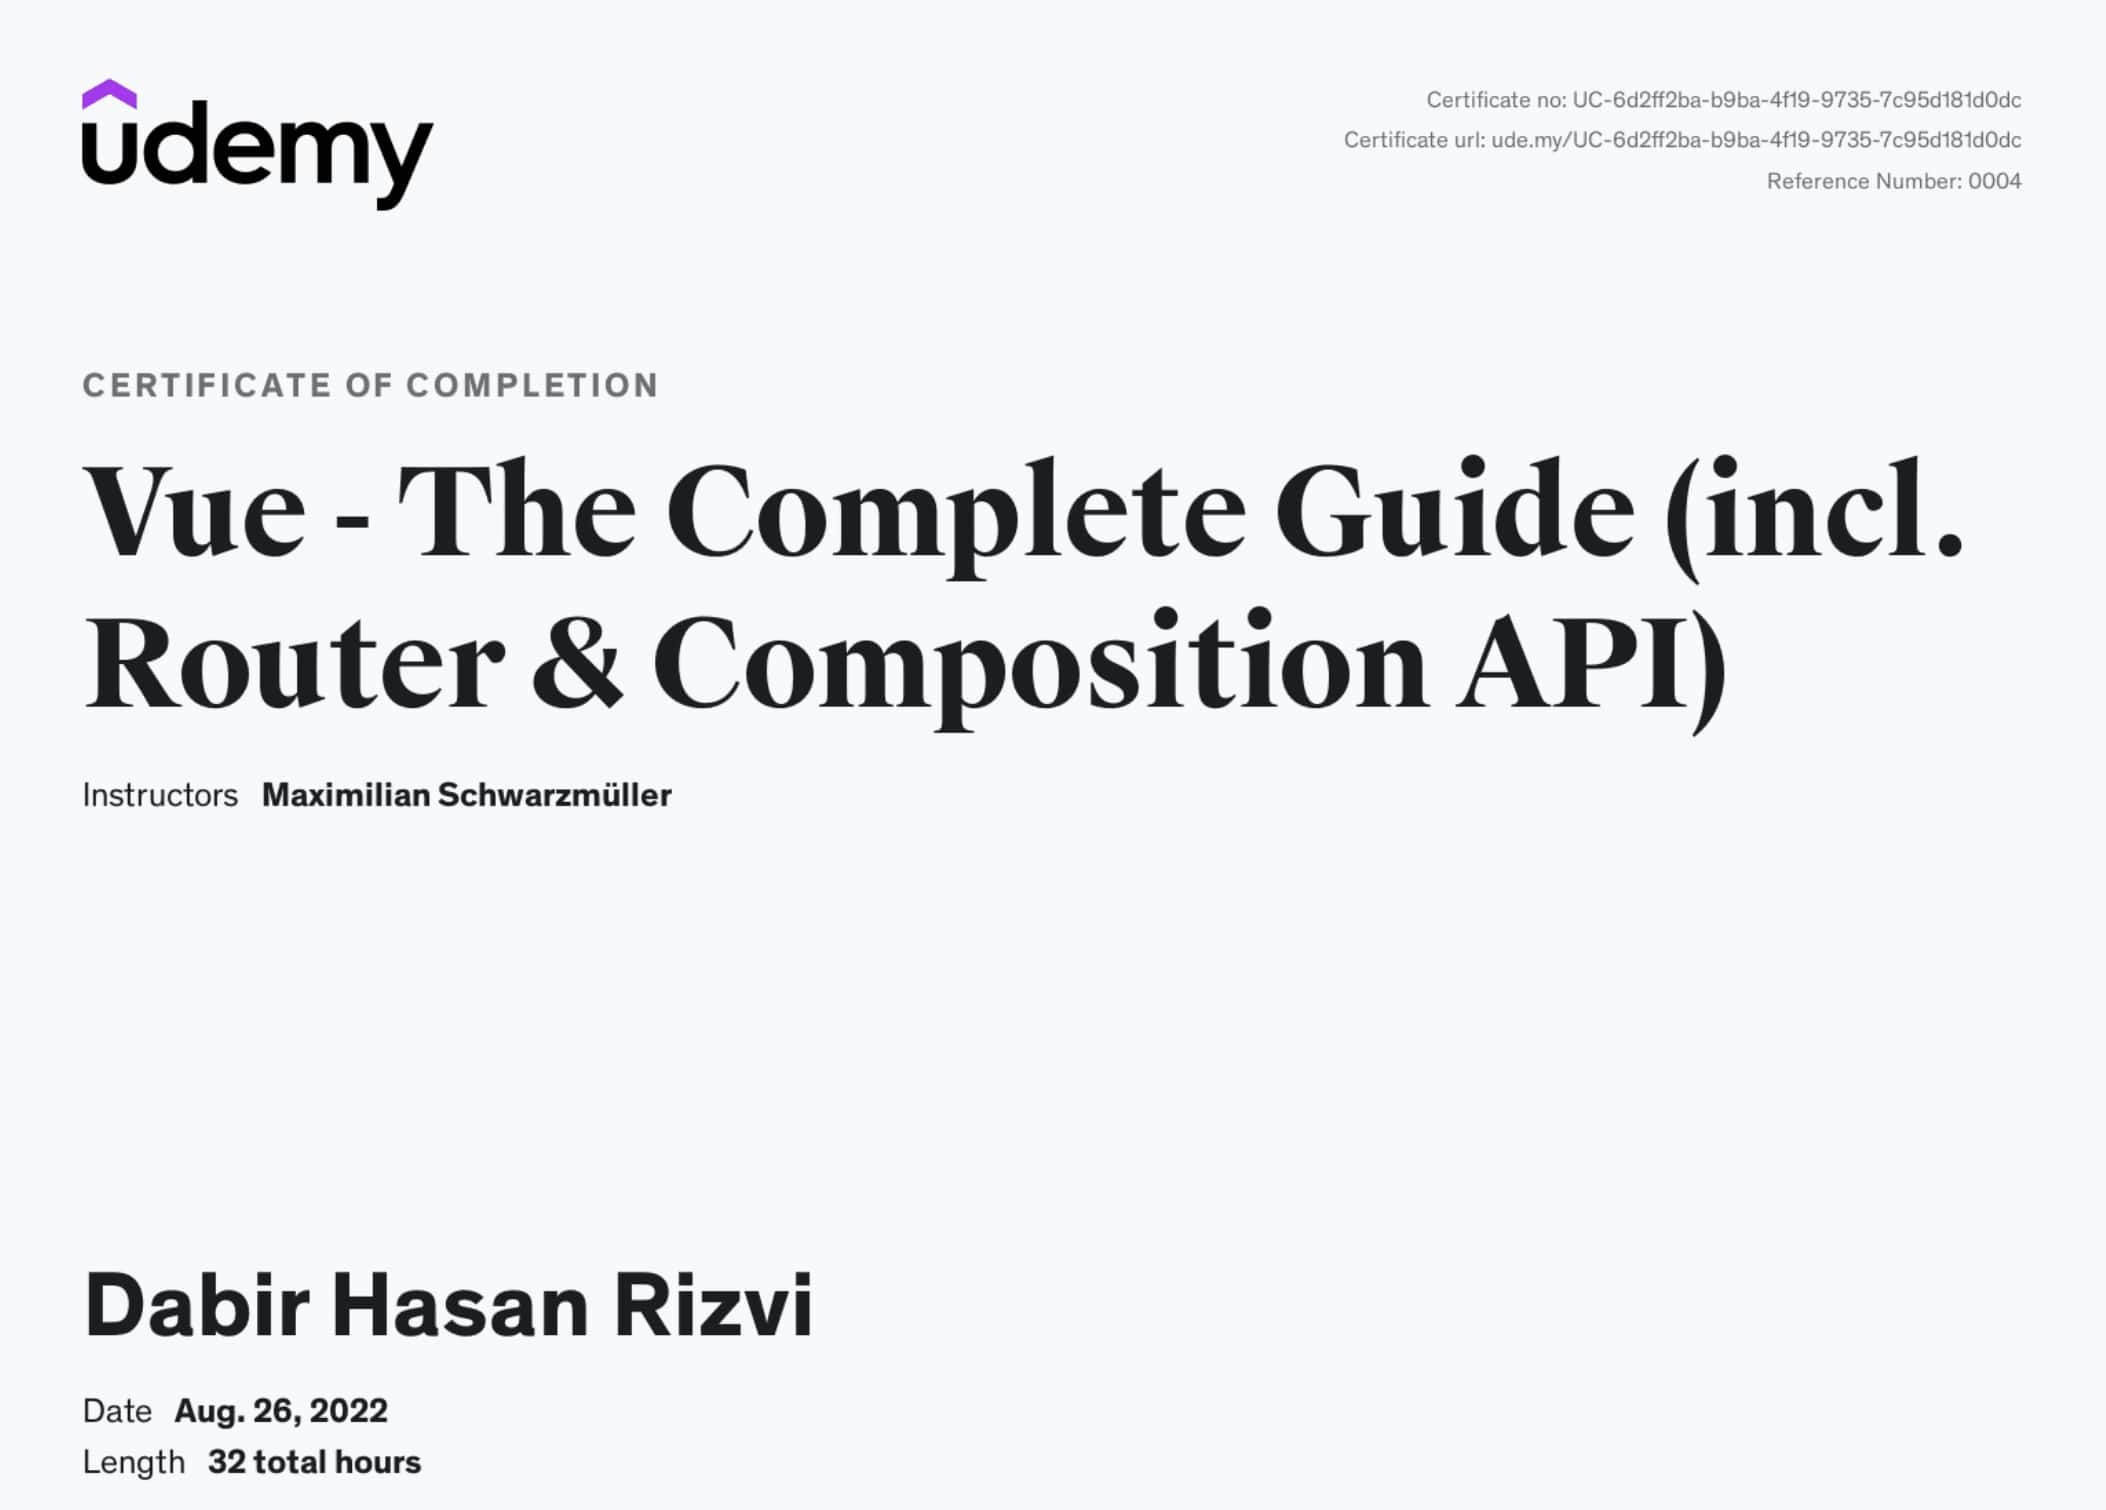 udemy
Certificate no: UC-6d2ff2ba-b9ba-4f19-9735-7c95d181d0dc
Certificate url: ude.my/UC-6d2ff2ba-b9ba-4f19-9735-7c95d181d0dc
Reference Number: 0004
CERTIFICATE OF COMPLETION
Vue - The Complete Guide (incl.
Router & Composition API)
Instructors Maximilian Schwarzmüller
Dabir Hasan Rizvi
Date Aug. 26, 2022
Length 32 total hours